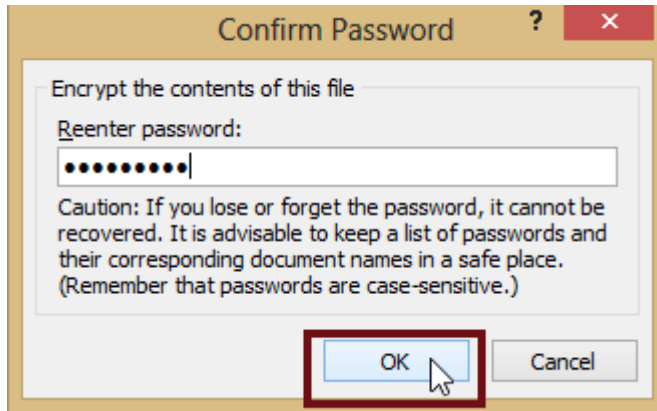 Confirm Password ? ×
Encrypt the contents of this file
Reenter password:
●●●●●●●●●
Caution: If you lose or forget the password, it cannot be
recovered. It is advisable to keep a list of passwords and
their corresponding document names in a safe place.
(Remember that passwords are case-sensitive.)
OK Cancel